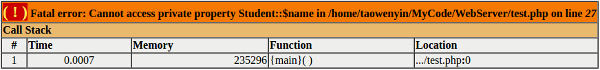 ( ! ) Fatal error: Cannot access private property Student::$name in /home/taowenyin/MyCode/WebServer/test.php on line 27
Call Stack
# Time Memory Function Location
1 0.0007 235296 {main}( ) .../test.php:0